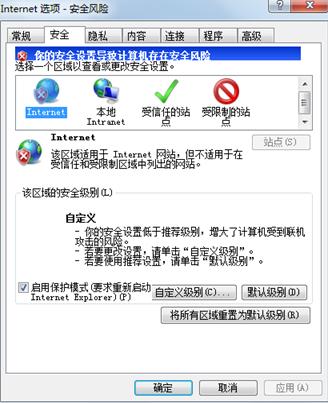 Internet 选项 - 安全风险
常规 安全 隐私 内容 连接 程序 高级
你的安全设置导致计算机存在安全风险
选择一个区域以查看或更改安全设置。
Internet 本地 Intranet 受信任的站点 受限制的站点
Internet
站点(S)
该区域适用于 Internet 网站，但不适用于在
受信任和受限制区域中列出的网站。
该区域的安全级别(L)
自定义
- 你的安全设置低于推荐级别，增大了计算机受到联机
攻击的风险。
- 若要更改设置，请单击“自定义级别”。
- 若要使用推荐设置，请单击“默认级别”。
启用保护模式(要求重新启动
Internet Explorer)(P)
自定义级别(C)... 默认级别(D)
将所有区域重置为默认级别(R)
确定 取消 应用(A)